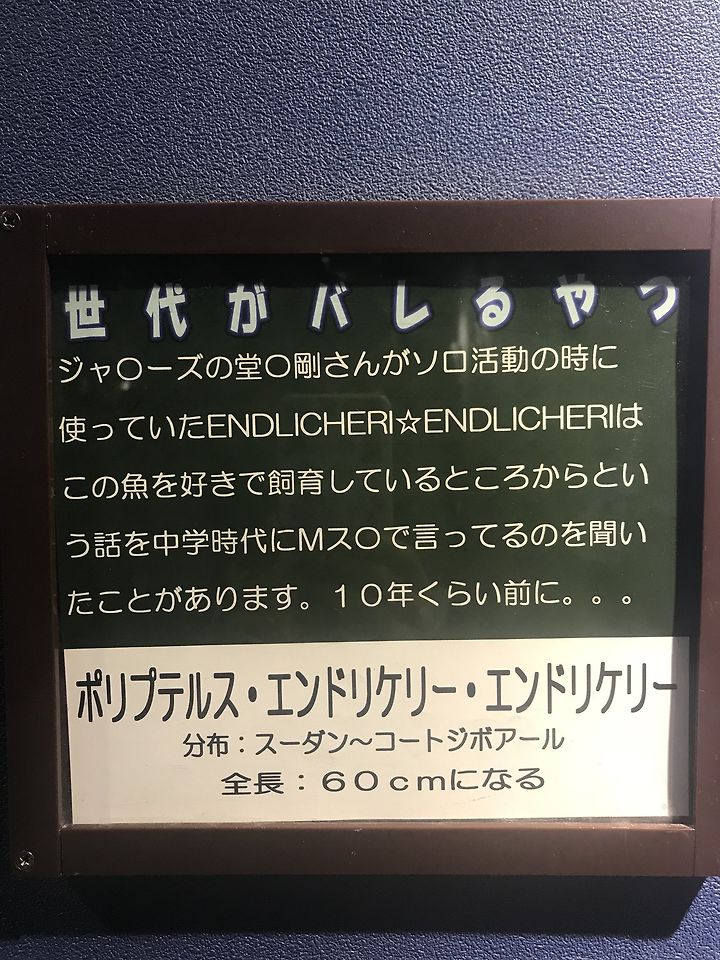 世代がバレるやつ
ジャ〇ーズの堂〇剛さんがソロ活動の時に
使っていたENDLICHERI☆ENDLICHERIは
この魚を好きで飼育しているところからとい
う話を中学時代にMス〇で言ってるのを聞い
たことがあります。１０年くらい前に。。。
ポリプテルス・エンドリケリー・エンドリケリー
分布：スーダン～コートジボアール
全長：６０ｃｍになる